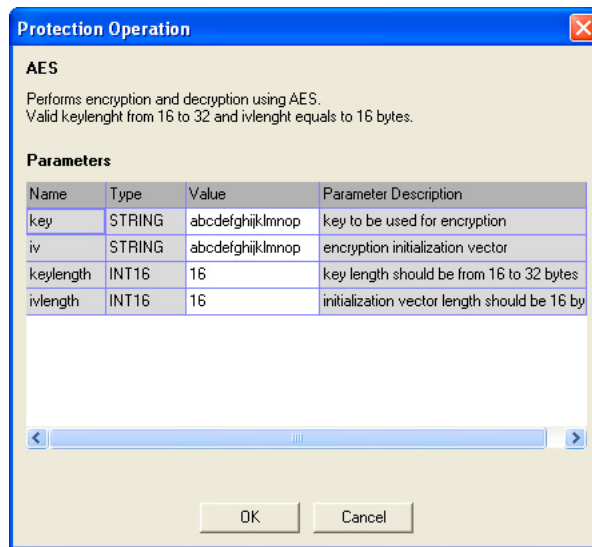 Protection Operation
AES
Performs encryption and decryption using AES.
Valid keylenght from 16 to 32 and ivlenght equals to 16 bytes.
Parameters
Name Type Value Parameter Description
key STRING abcdefghijklmnop key to be used for encryption
iv STRING abcdefghijklmnop encryption initialization vector
keylength INT16 16 key length should be from 16 to 32 bytes
ivlength INT16 16 initialization vector length should be 16 by
OK Cancel